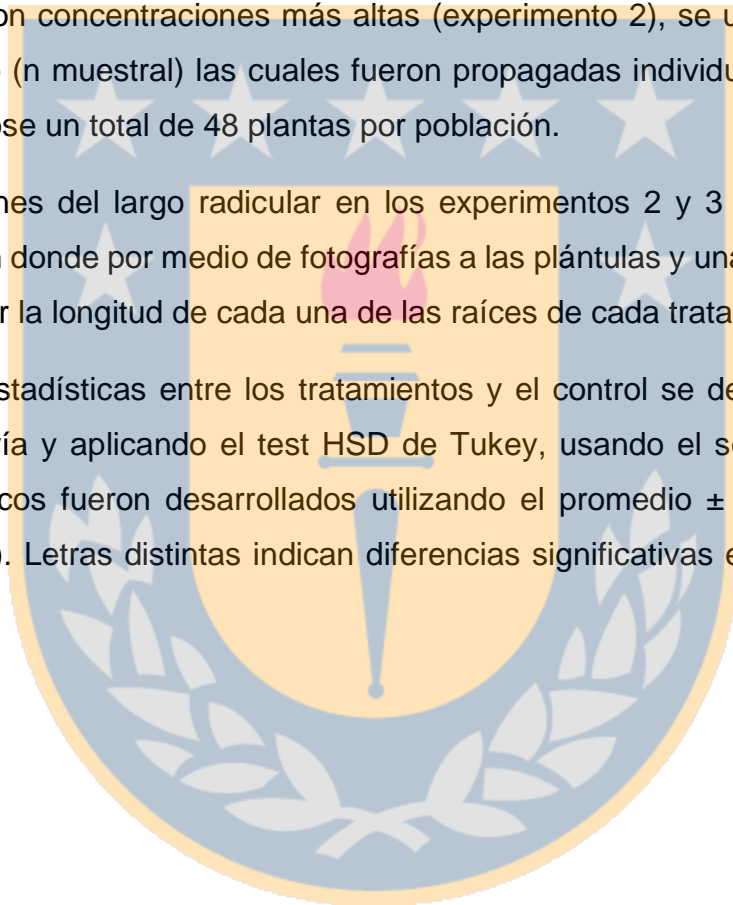 on concentraciones más altas (experimento 2), se u
(n muestral) las cuales fueron propagadas individu
se un total de 48 plantas por población.
nes del largo radicular en los experimentos 2 y 3
donde por medio de fotografías a las plántulas y una
r la longitud de cada una de las raíces de cada trata
stadísticas entre los tratamientos y el control se de
ía y aplicando el test HSD de Tukey, usando el s
cos fueron desarrollados utilizando el promedio ±
). Letras distintas indican diferencias significativas e